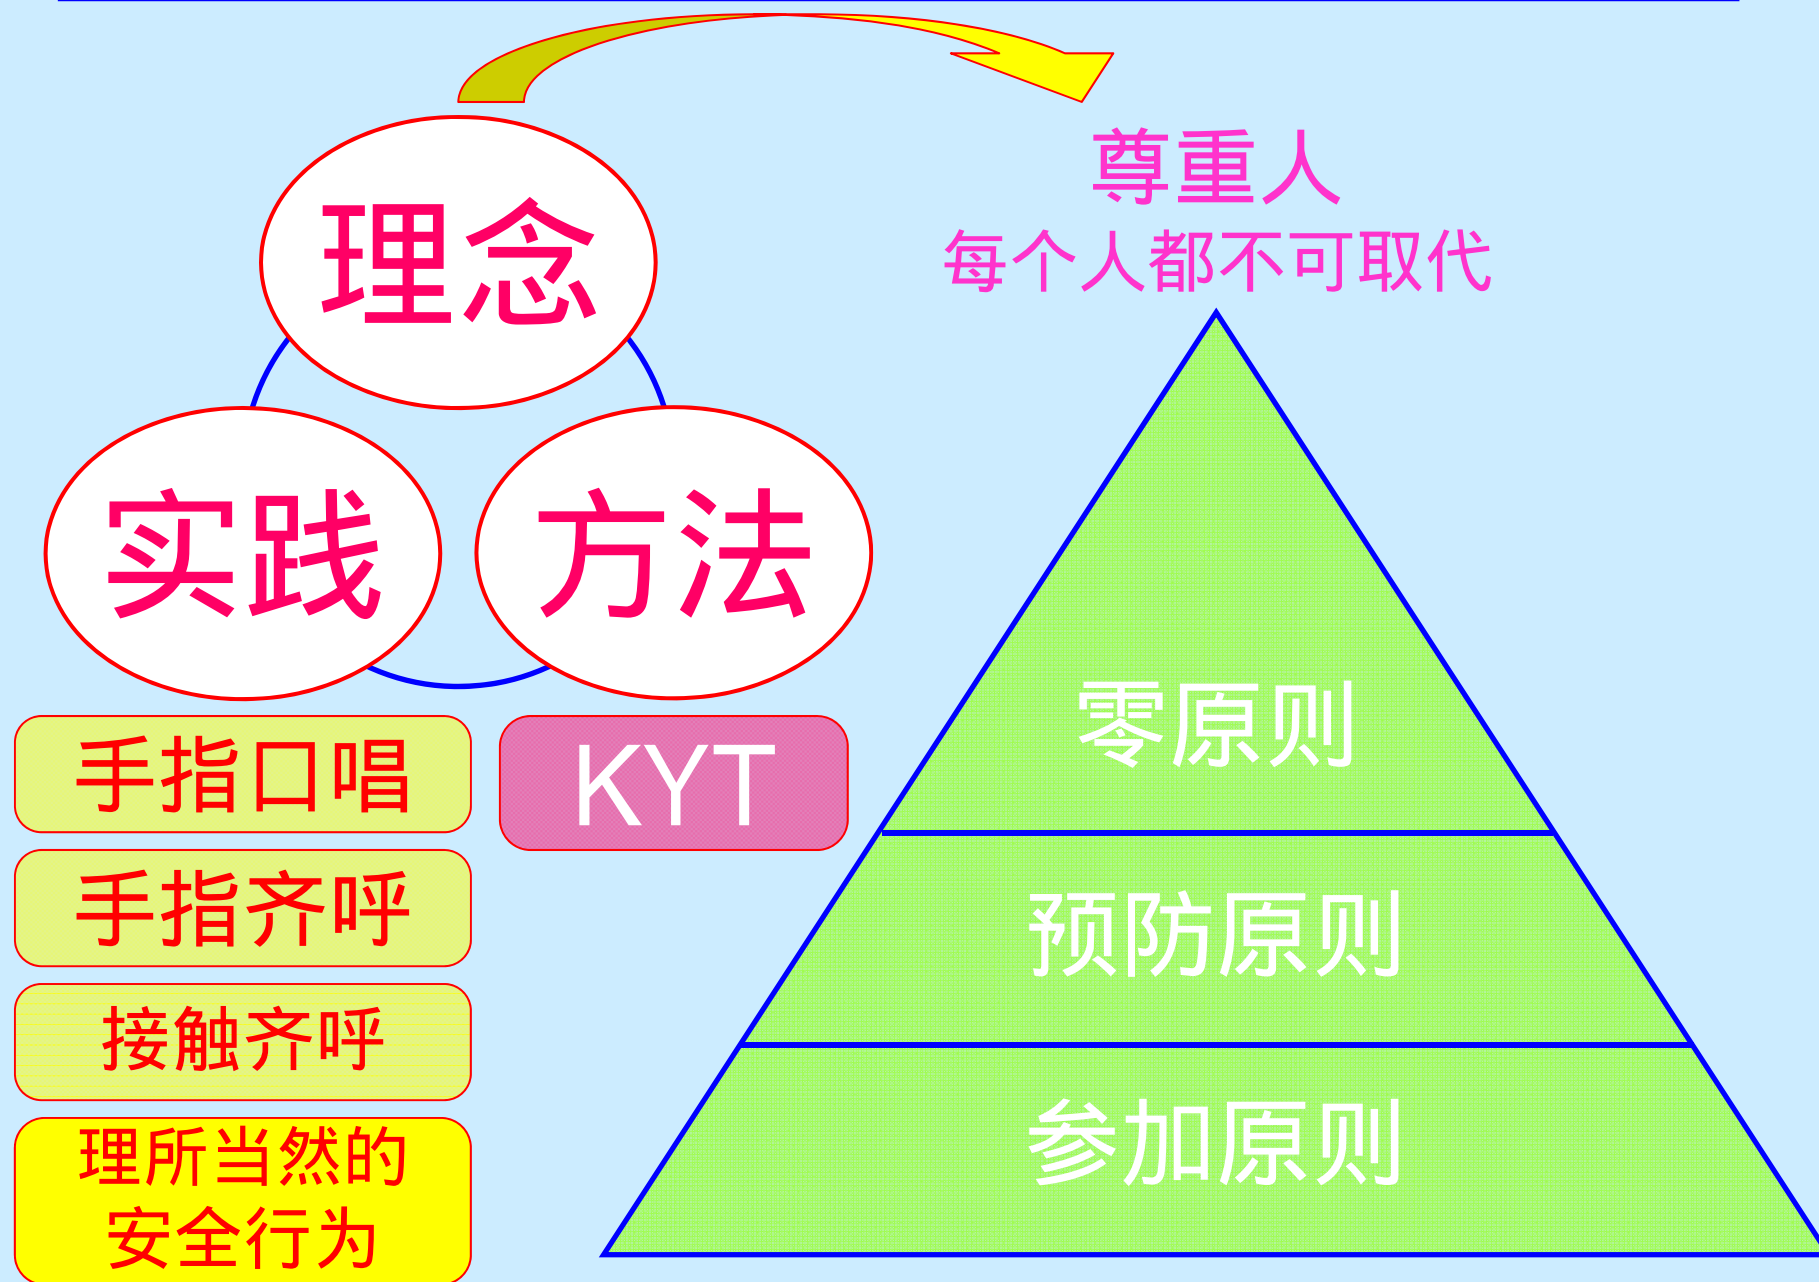 理念
实践
方法
手指口唱
手指齐呼
接触齐呼
理所当然的
安全行为
KYT
尊重人
每个人都不可取代
零原则
预防原则
参加原则